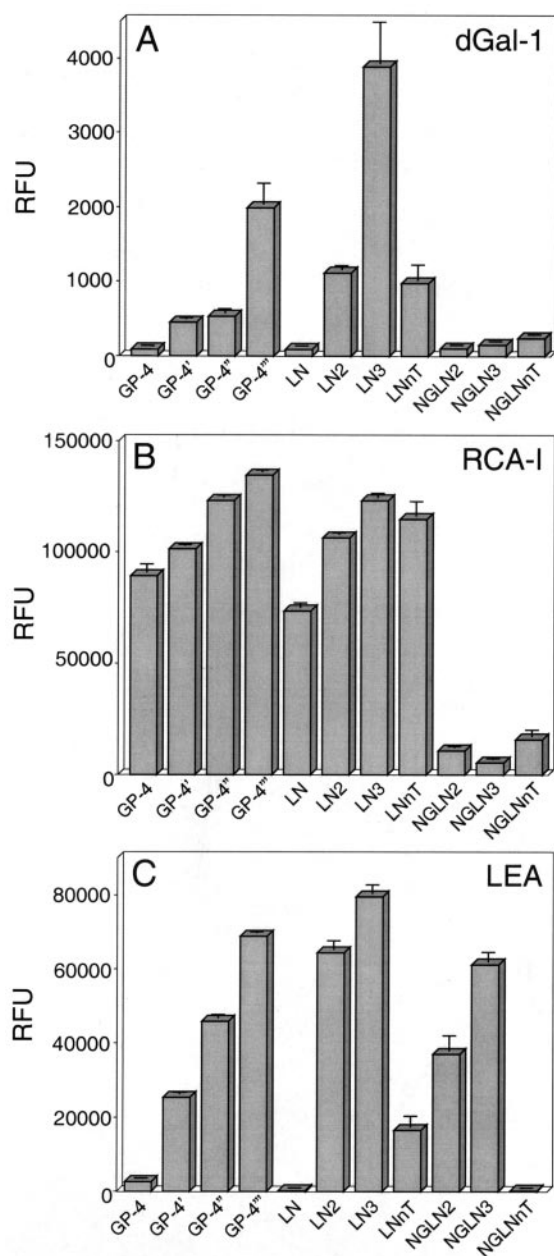 A
dGal-1
RFU
4000
3000
2000
1000
0
GP-4
GP-4'
GP-4"
GP-4'"
LN
LN2
LN3
LNnT
NGLN2
NGLN3
NGLNnT
B
RCA-I
RFU
150000
100000
50000
0
GP-4
GP-4'
GP-4"
GP-4'"
LN
LN2
LN3
LNnT
NGLN2
NGLN3
NGLNnT
C
LEA
RFU
80000
60000
40000
20000
0
GP-4
GP-4'
GP-4"
GP-4'"
LN
LN2
LN3
LNnT
NGLN2
NGLN3
NGLNnT